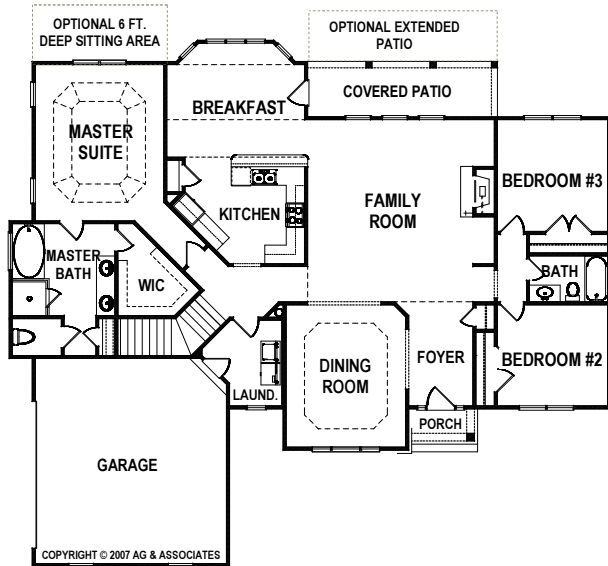 OPTIONAL 6 FT.
DEEP SITTING AREA
OPTIONAL EXTENDED
PATIO
BREAKFAST
COVERED PATIO
MASTER
SUITE
BEDROOM #3
KITCHEN
FAMILY
ROOM
MASTER
BATH
WIC
BATH
DINING
ROOM
FOYER
BEDROOM #2
LAUND.
PORCH
GARAGE
COPYRIGHT © 2007 AG & ASSOCIATES